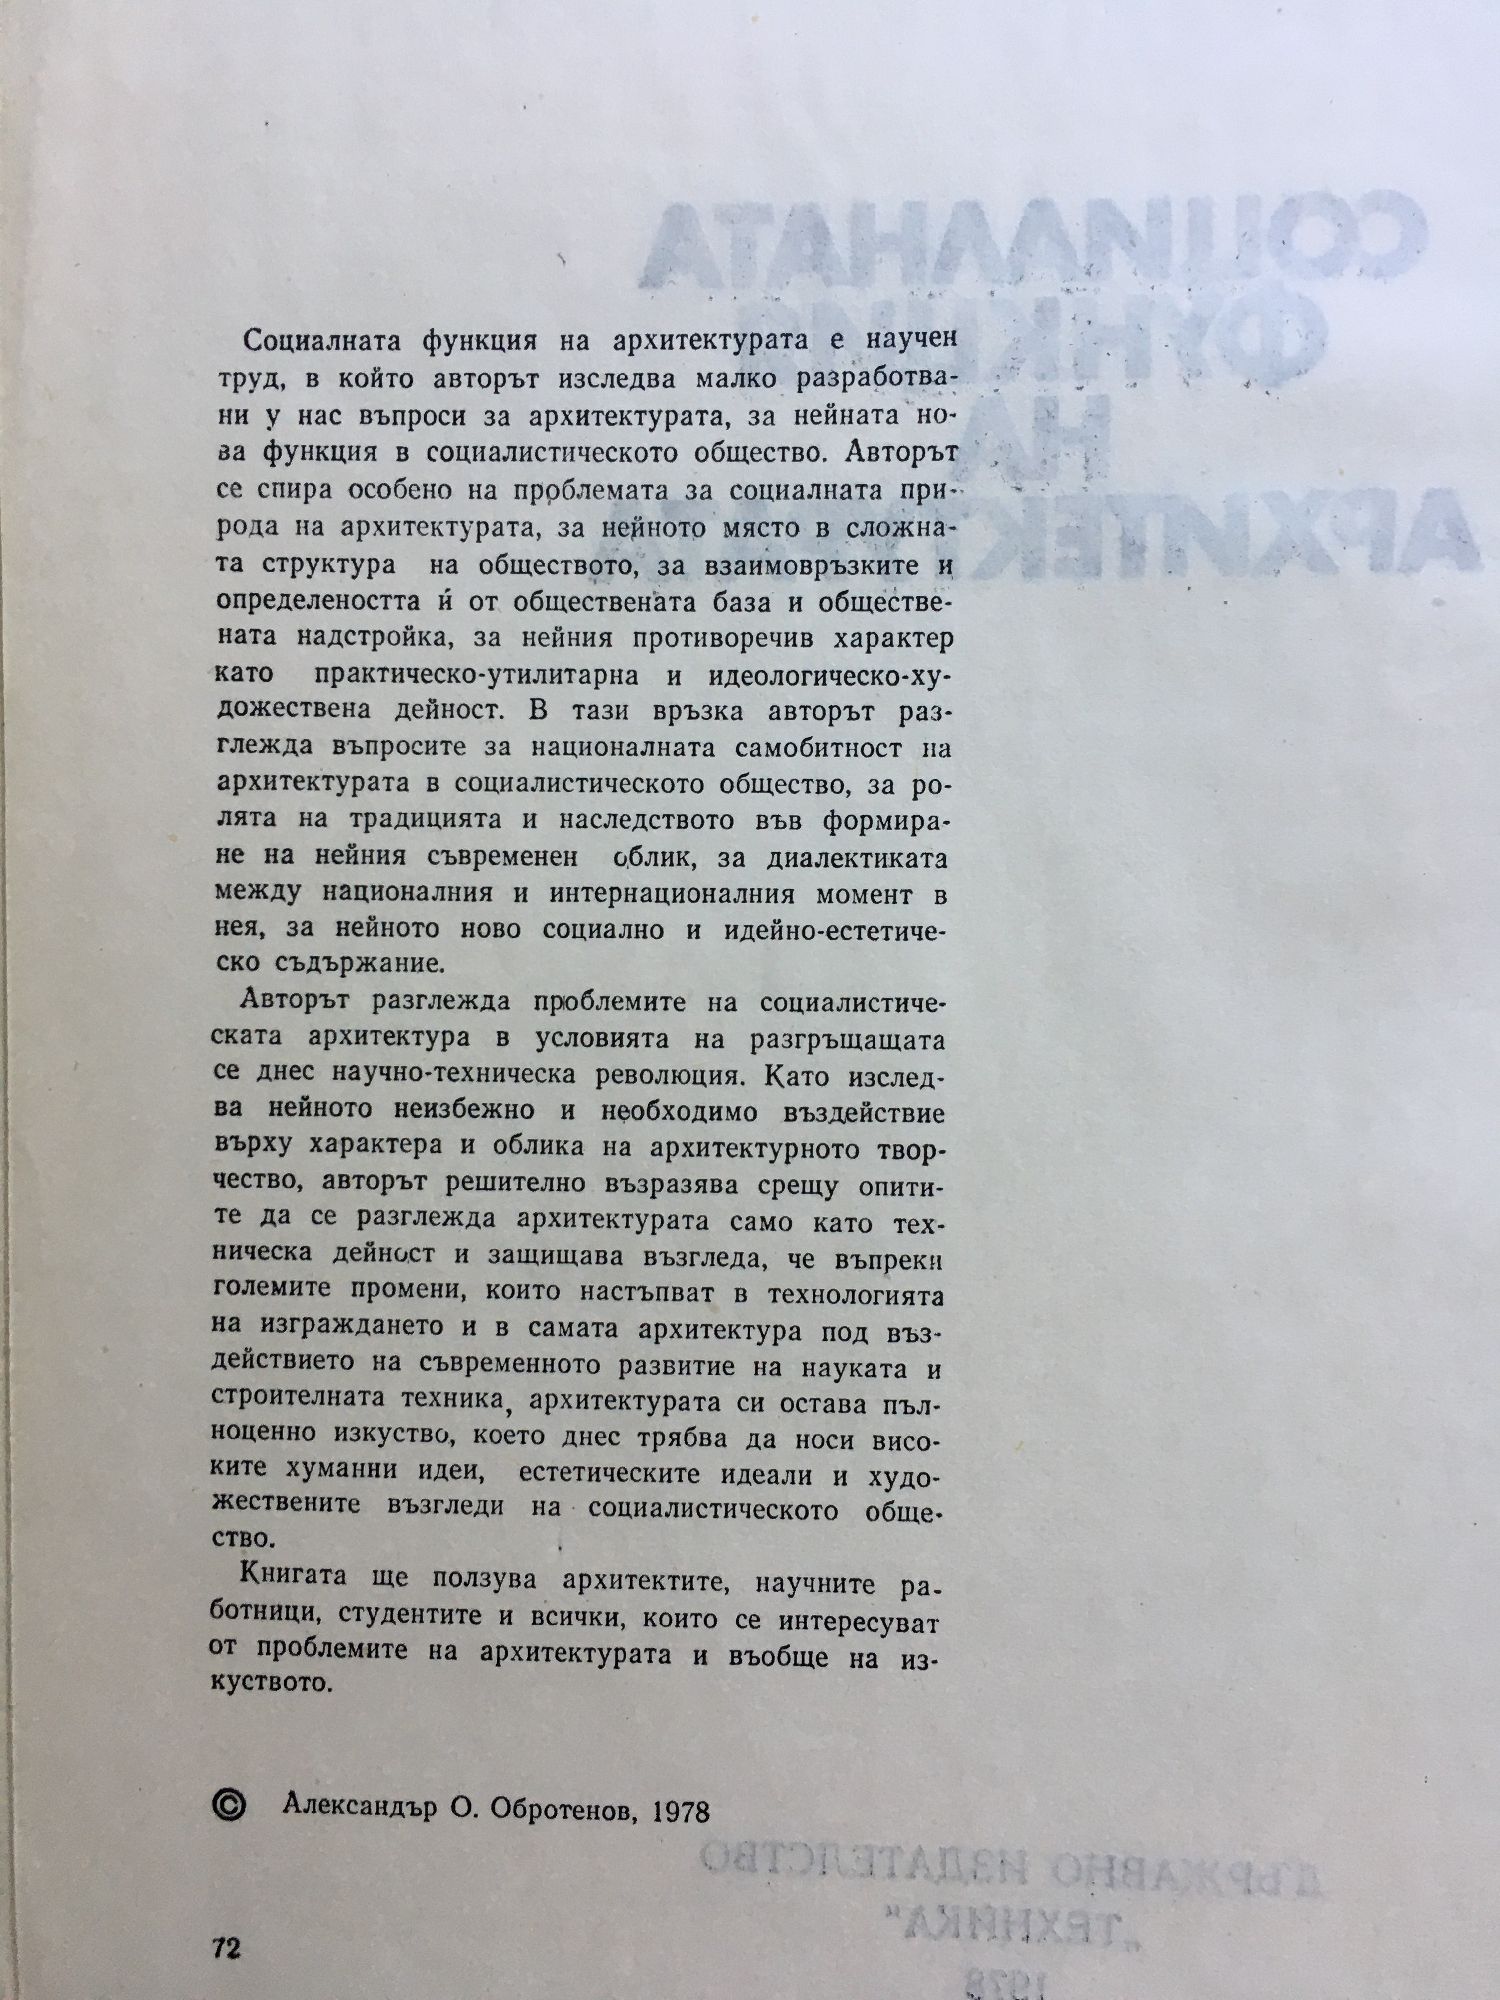 СОЦИАЛНАТА
ФУНКЦИЯ
НА
Социалната функция на архитектурата е научен
труд, в който авторът изследва малко разработва-
ни у нас въпроси за архитектурата, за нейната но-
ва функция в социалистическото общество. Авторът
се спира особено на проблемата за социалната при-
рода на архитектурата, за нейното място в сложна-
та структура на обществото, за взаимовръзките и
определеността ѝ от обществената база и обществе-
ната надстройка, за нейния противоречив характер
като практическо-утилитарна и идеологическо-ху-
дожествена дейност. В тази връзка авторът раз-
глежда въпросите за националната самобитност на
архитектурата в социалистическото общество, за ро-
лята на традицията и наследството във формира-
не на нейния съвременен облик, за диалектиката
между националния и интернационалния момент в
нея, за нейното ново социално и идейно-естетиче-
ско съдържание.
Авторът разглежда проблемите на социалистиче-
ската архитектура в условията на разгръщащата
се днес научно-техническа революция. Като изслед-
ва нейното неизбежно и необходимо въздействие
върху характера и облика на архитектурното твор-
чество, авторът решително възразява срещу опити-
те да се разглежда архитектурата само като тех-
ническа дейност и защищава възгледа, че въпреки
големите промени, които настъпват в технологията
на изграждането и в самата архитектура под въз-
действието на съвременното развитие на науката и
строителната техника, архитектурата си остава пъл-
ноценно изкуство, което днес трябва да носи висо-
ките хуманни идеи, естетическите идеали и худо-
жествените възгледи на социалистическото обще-
ство.
Книгата ще ползува архитектите, научните ра-
ботници, студентите и всички, които се интересуват
от проблемите на архитектурата и въобще на из-
куството.
© Александър О. Обротенов, 1978
ДЪРЖАВНО ИЗДАТЕЛСТВО
„ТЕХНИКА“
1978
72